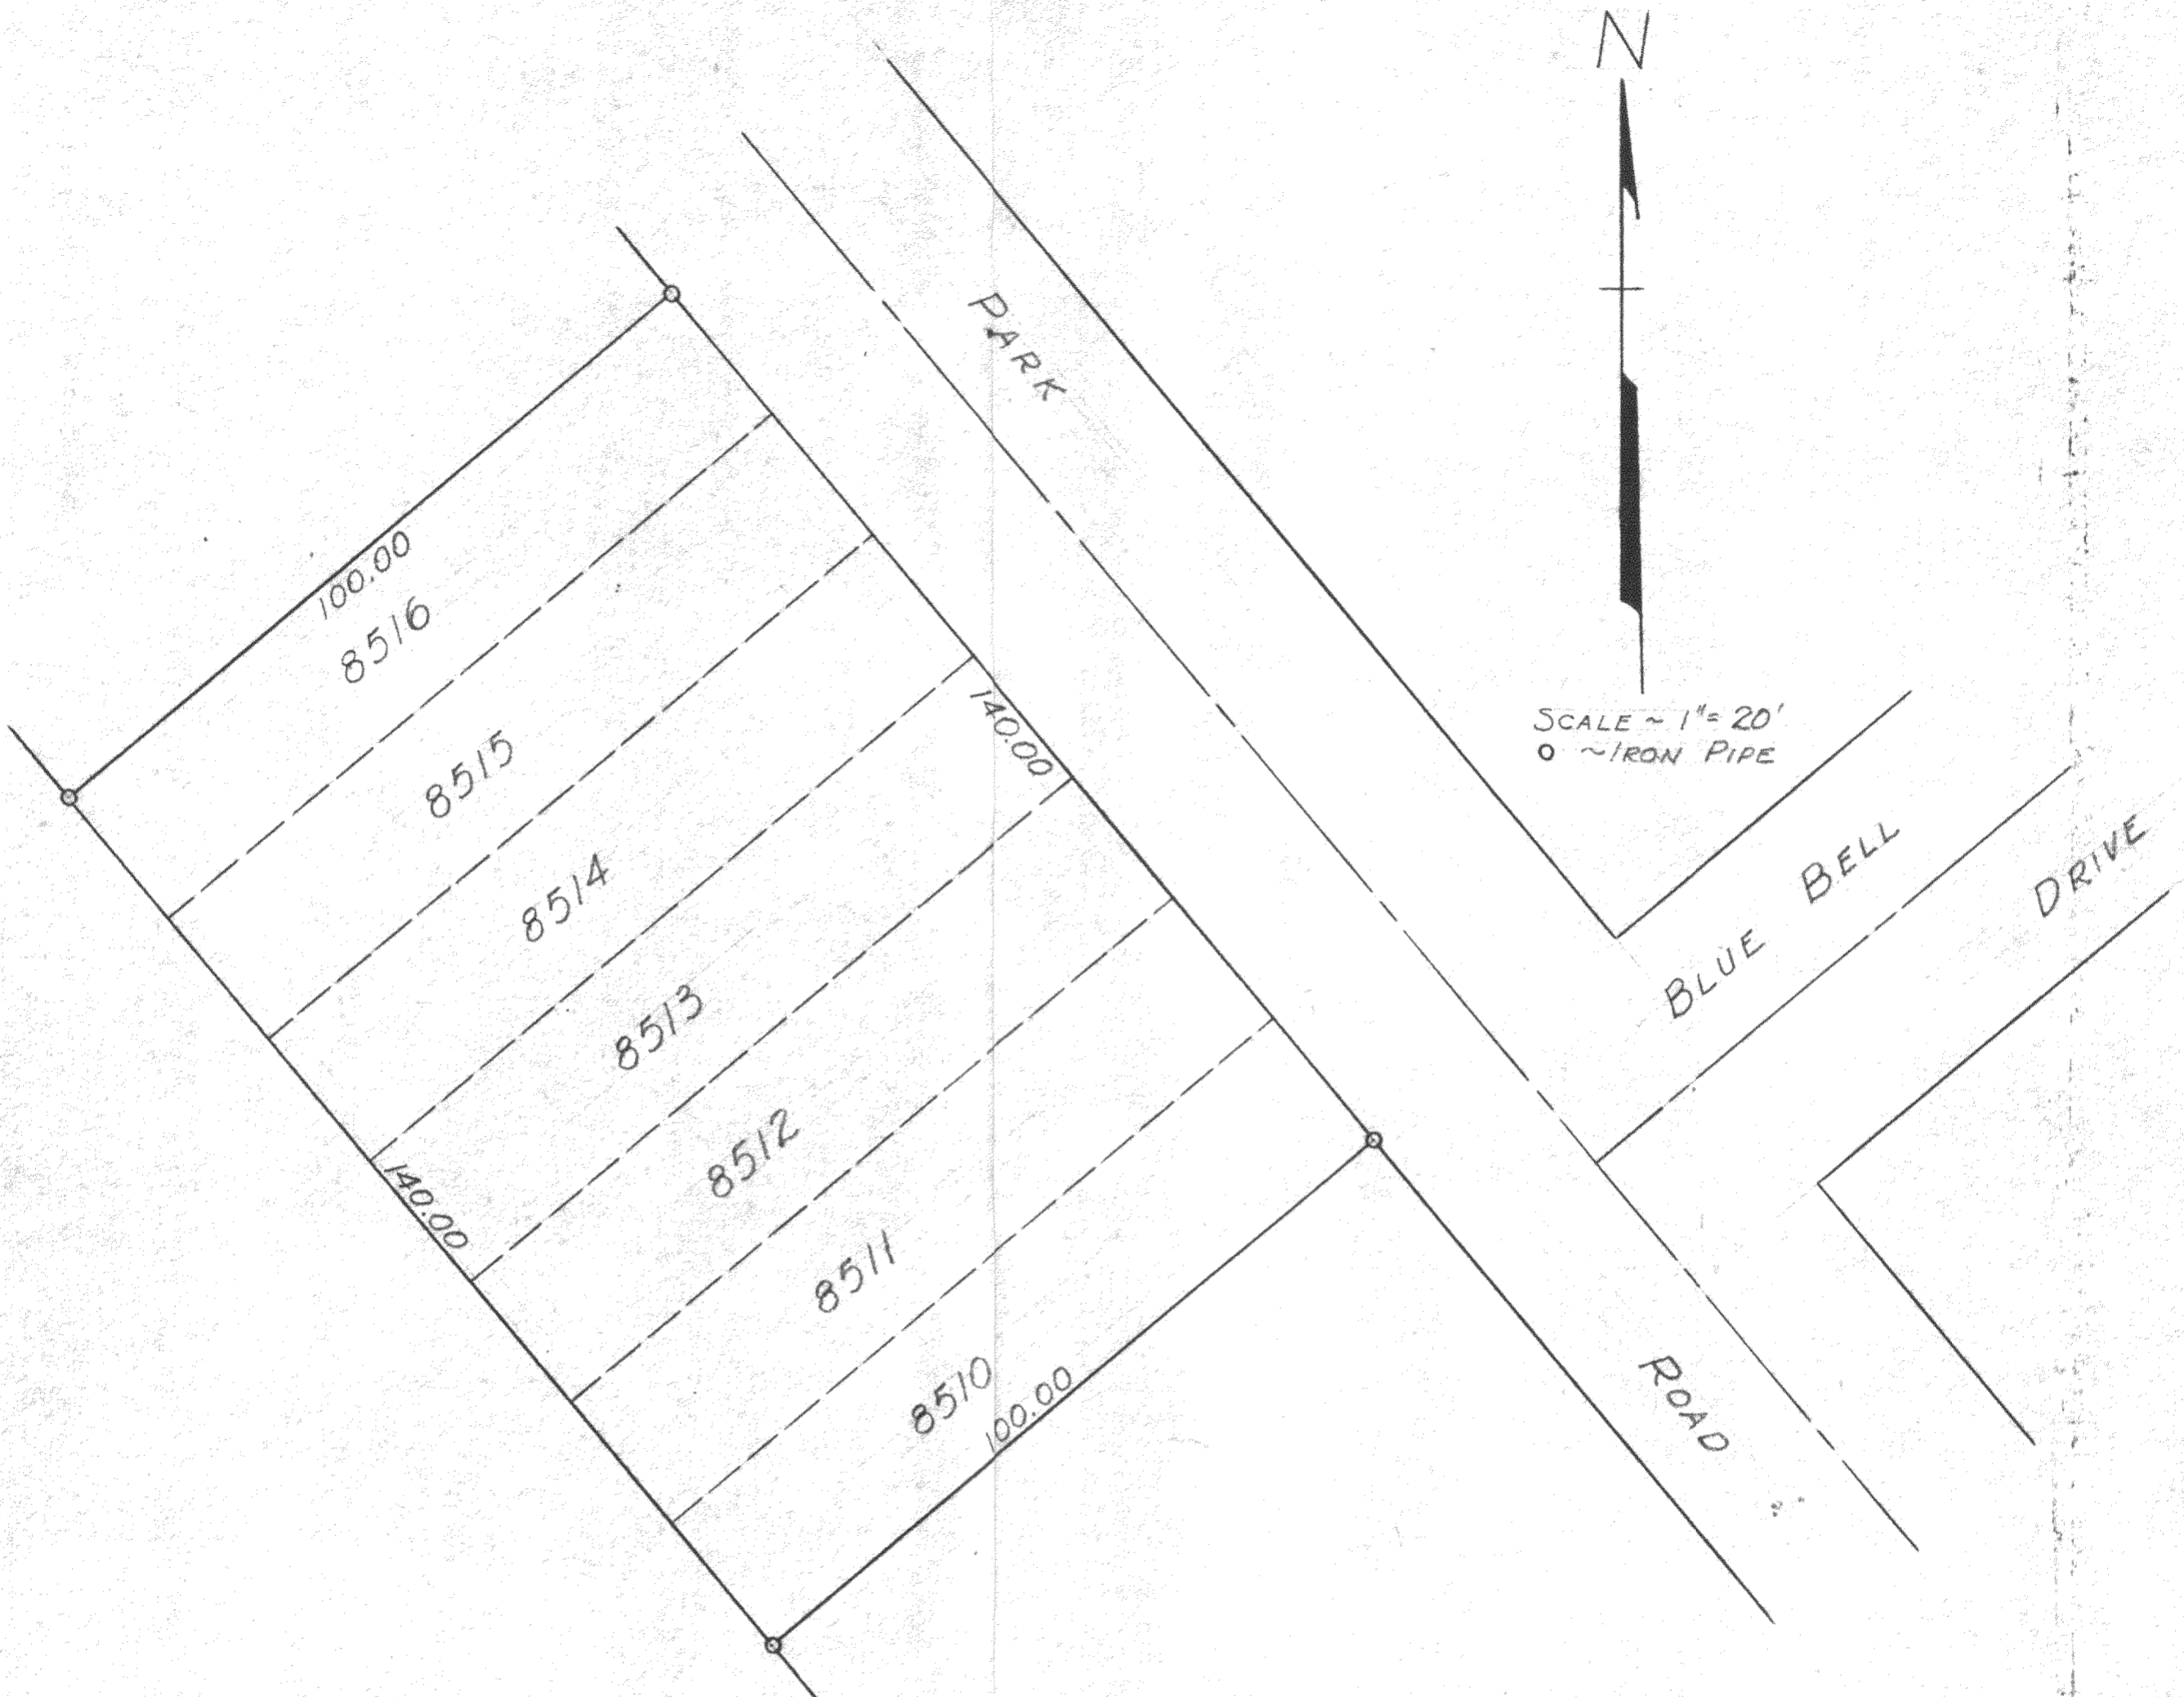 N
PARK
100.00
8516
140.00
SCALE ~ 1"= 20'
O ~ IRON PIPE
8515
BLUE BELL
DRIVE
8514
8513
8512
140.00
8511
8510
100.00
ROAD